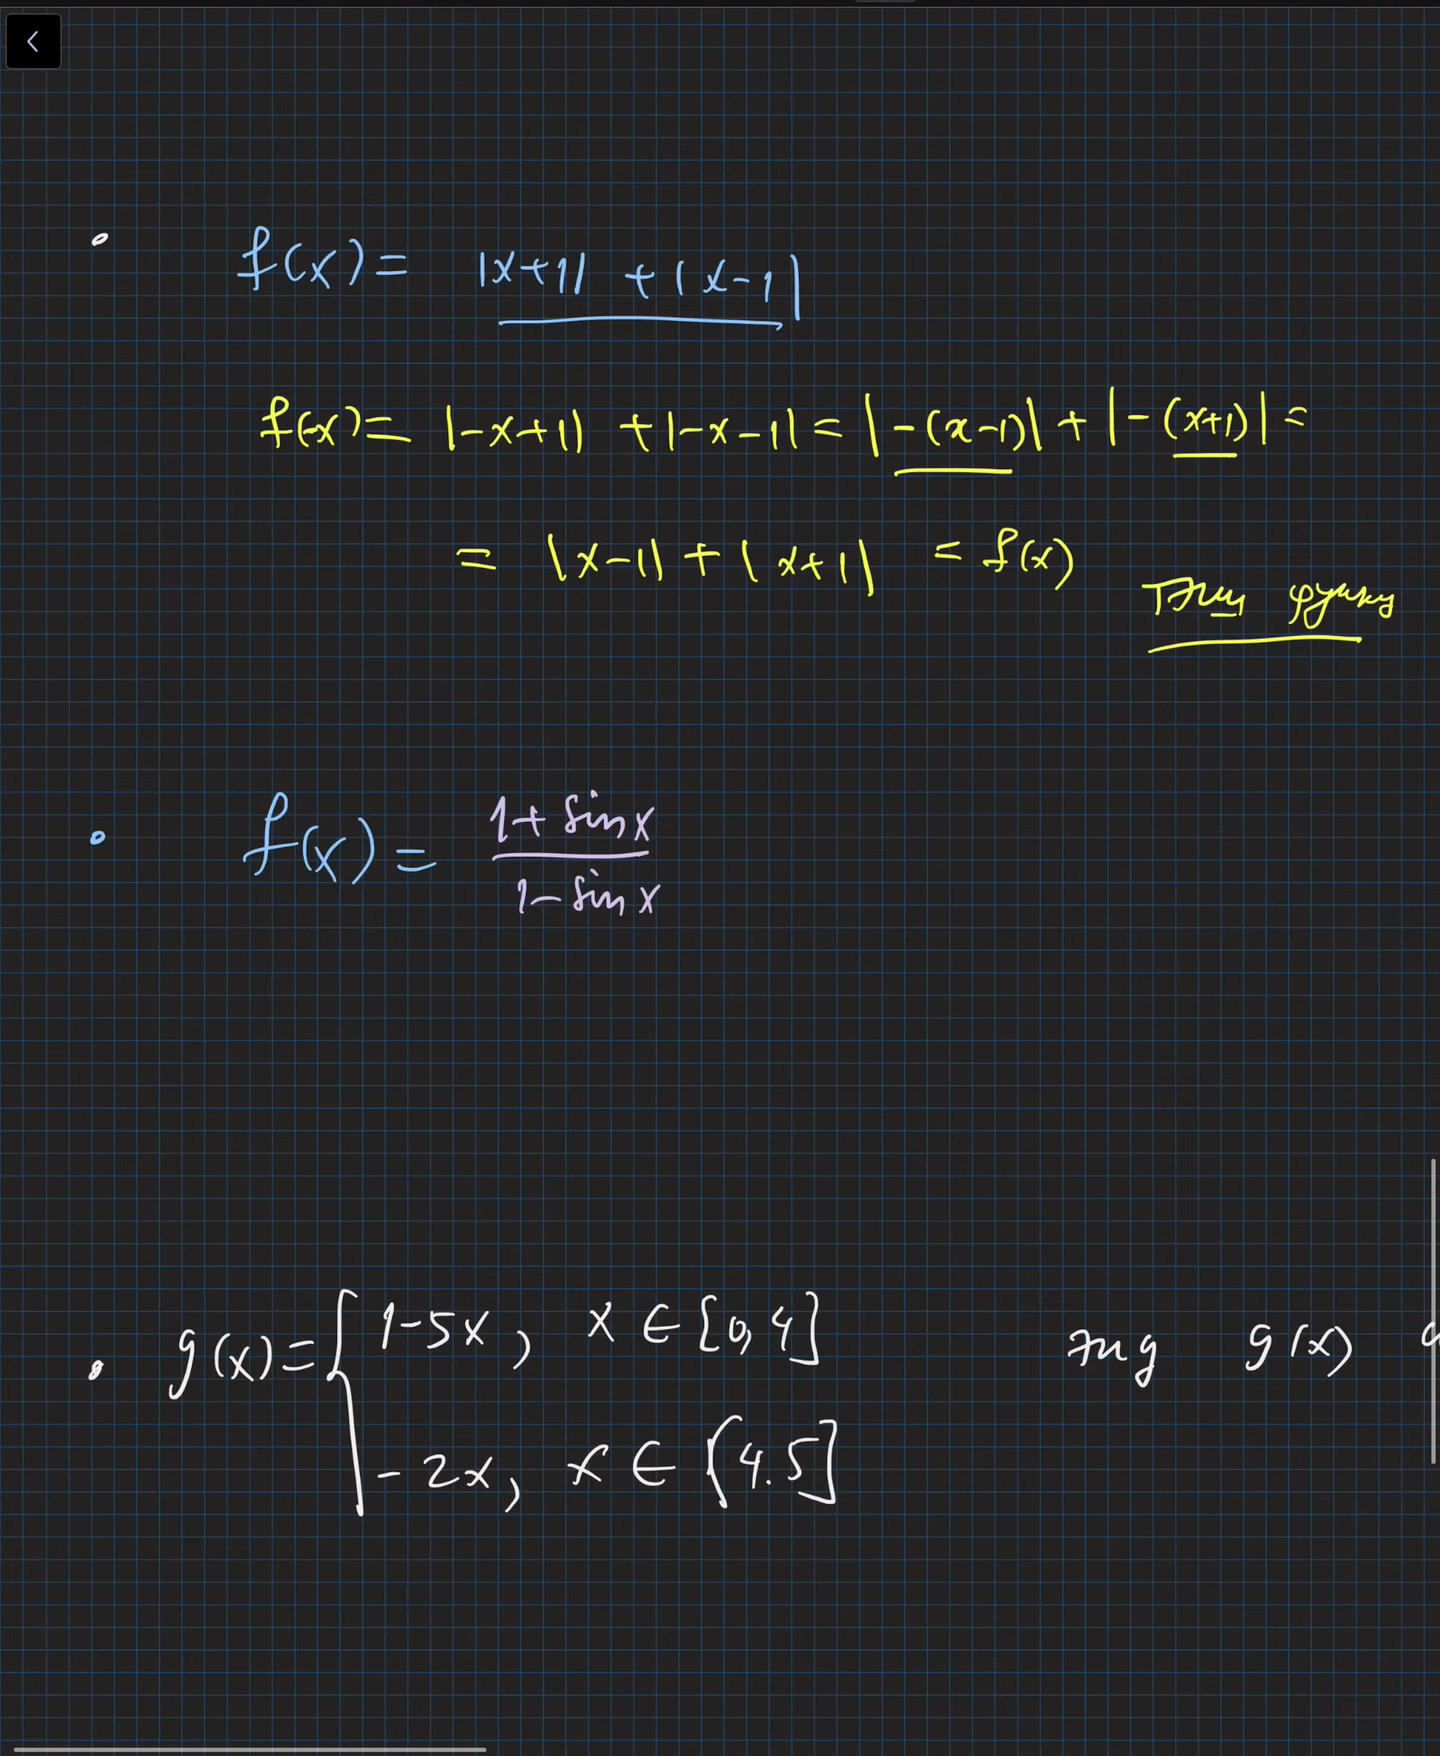 f(x) = |x+1| + |x-1|
f(-x) = |-x+1| + |-x-1| = |-(x-1)| + |-(x+1)| =
= |x-1| + |x+1| = f(x)
f(x) = \frac{1+sin x}{1-sin x}
g(x) = { 1-5x, x ∈ [0,4] g(x)
-2x, x ∈ (4.5]